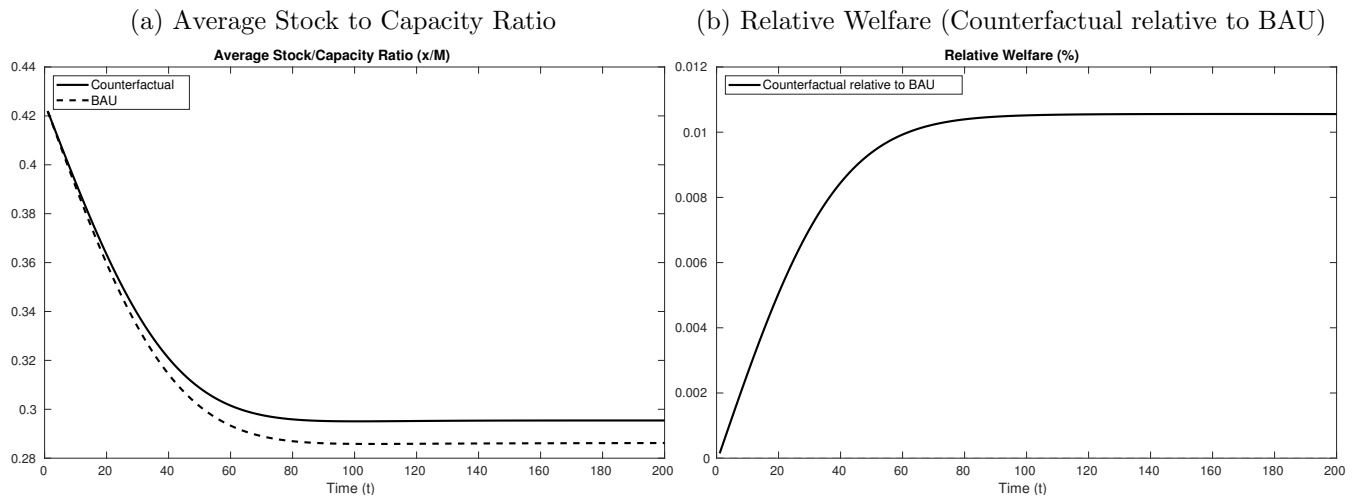 (a) Average Stock to Capacity Ratio
Average Stock/Capacity Ratio (x/M)
Counterfactual
BAU
0.44
0.42
0.4
0.38
0.36
0.34
0.32
0.3
0.28
0 20 40 60 80 100 120 140 160 180 200
Time (t)
(b) Relative Welfare (Counterfactual relative to BAU)
Relative Welfare (%)
Counterfactual relative to BAU
0.012
0.01
0.008
0.006
0.004
0.002
0
0 20 40 60 80 100 120 140 160 180 200
Time (t)